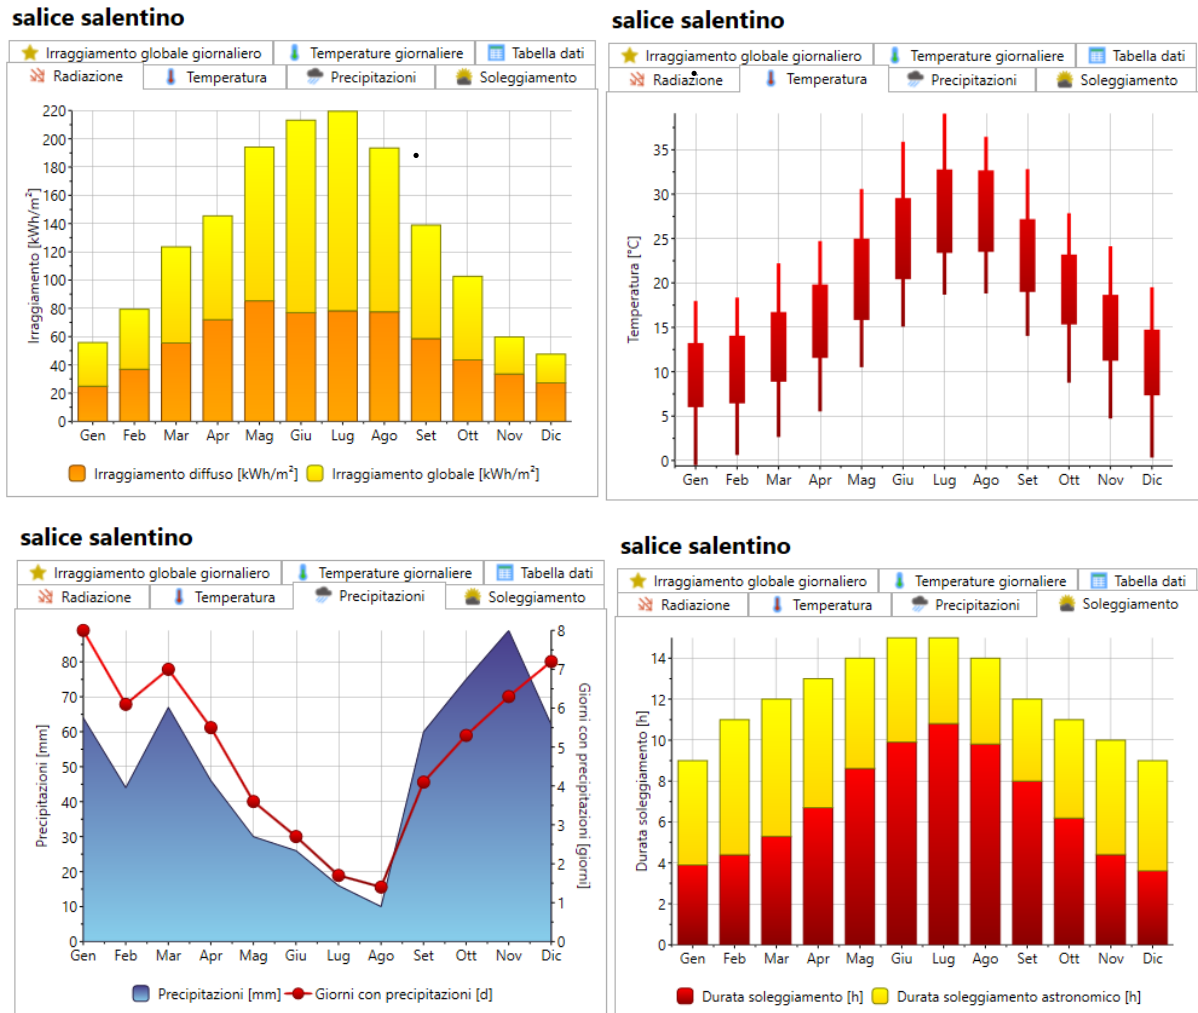 salice salentino
Irraggiamento globale giornaliero Temperature giornaliere Tabella dati
Radiazione Temperatura Precipitazioni Soleggiamento
Irraggiamento [kWh/m²]
220
200
180
160
140
120
100
80
60
40
20
0
Gen Feb Mar Apr Mag Giu Lug Ago Set Ott Nov Dic
Irraggiamento diffuso [kWh/m²] Irraggiamento globale [kWh/m²]
salice salentino
Irraggiamento globale giornaliero Temperature giornaliere Tabella dati
Radiazione Temperatura Precipitazioni Soleggiamento
Temperatura [°C]
35
30
25
20
15
10
5
0
Gen Feb Mar Apr Mag Giu Lug Ago Set Ott Nov Dic
salice salentino
Irraggiamento globale giornaliero Temperature giornaliere Tabella dati
Radiazione Temperatura Precipitazioni Soleggiamento
Precipitazioni [mm]
80
70
60
50
40
30
20
10
0
8
7
6
5
4
3
2
1
0
Giorni con precipitazioni [giorni]
Gen Feb Mar Apr Mag Giu Lug Ago Set Ott Nov Dic
Precipitazioni [mm] Giorni con precipitazioni [d]
salice salentino
Irraggiamento globale giornaliero Temperature giornaliere Tabella dati
Radiazione Temperatura Precipitazioni Soleggiamento
Durata soleggiamento [h]
14
12
10
8
6
4
2
0
Gen Feb Mar Apr Mag Giu Lug Ago Set Ott Nov Dic
Durata soleggiamento [h] Durata soleggiamento astronomico [h]